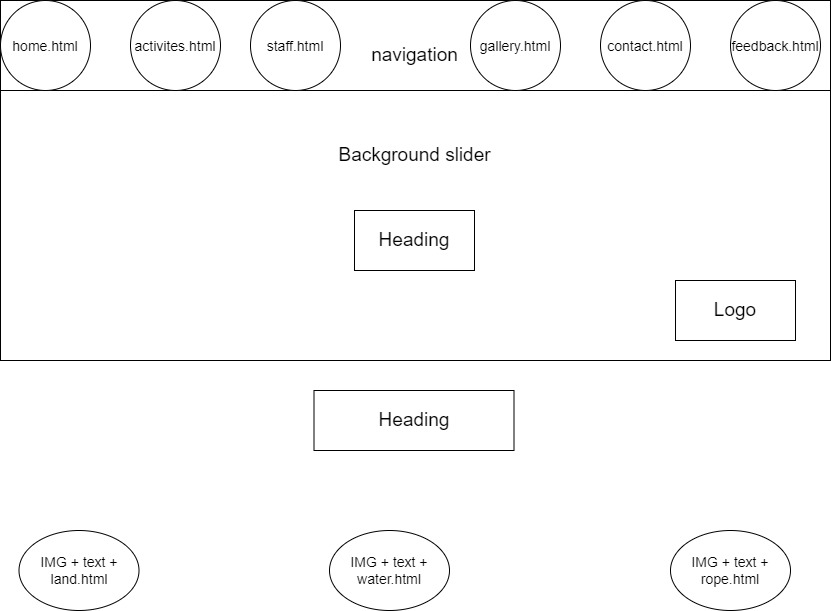 home.html
activites.html
staff.html
navigation
gallery.html
contact.html
feedback.html
Background slider
Heading
Logo
Heading
IMG + text +
land.html
IMG + text +
water.html
IMG + text +
rope.html